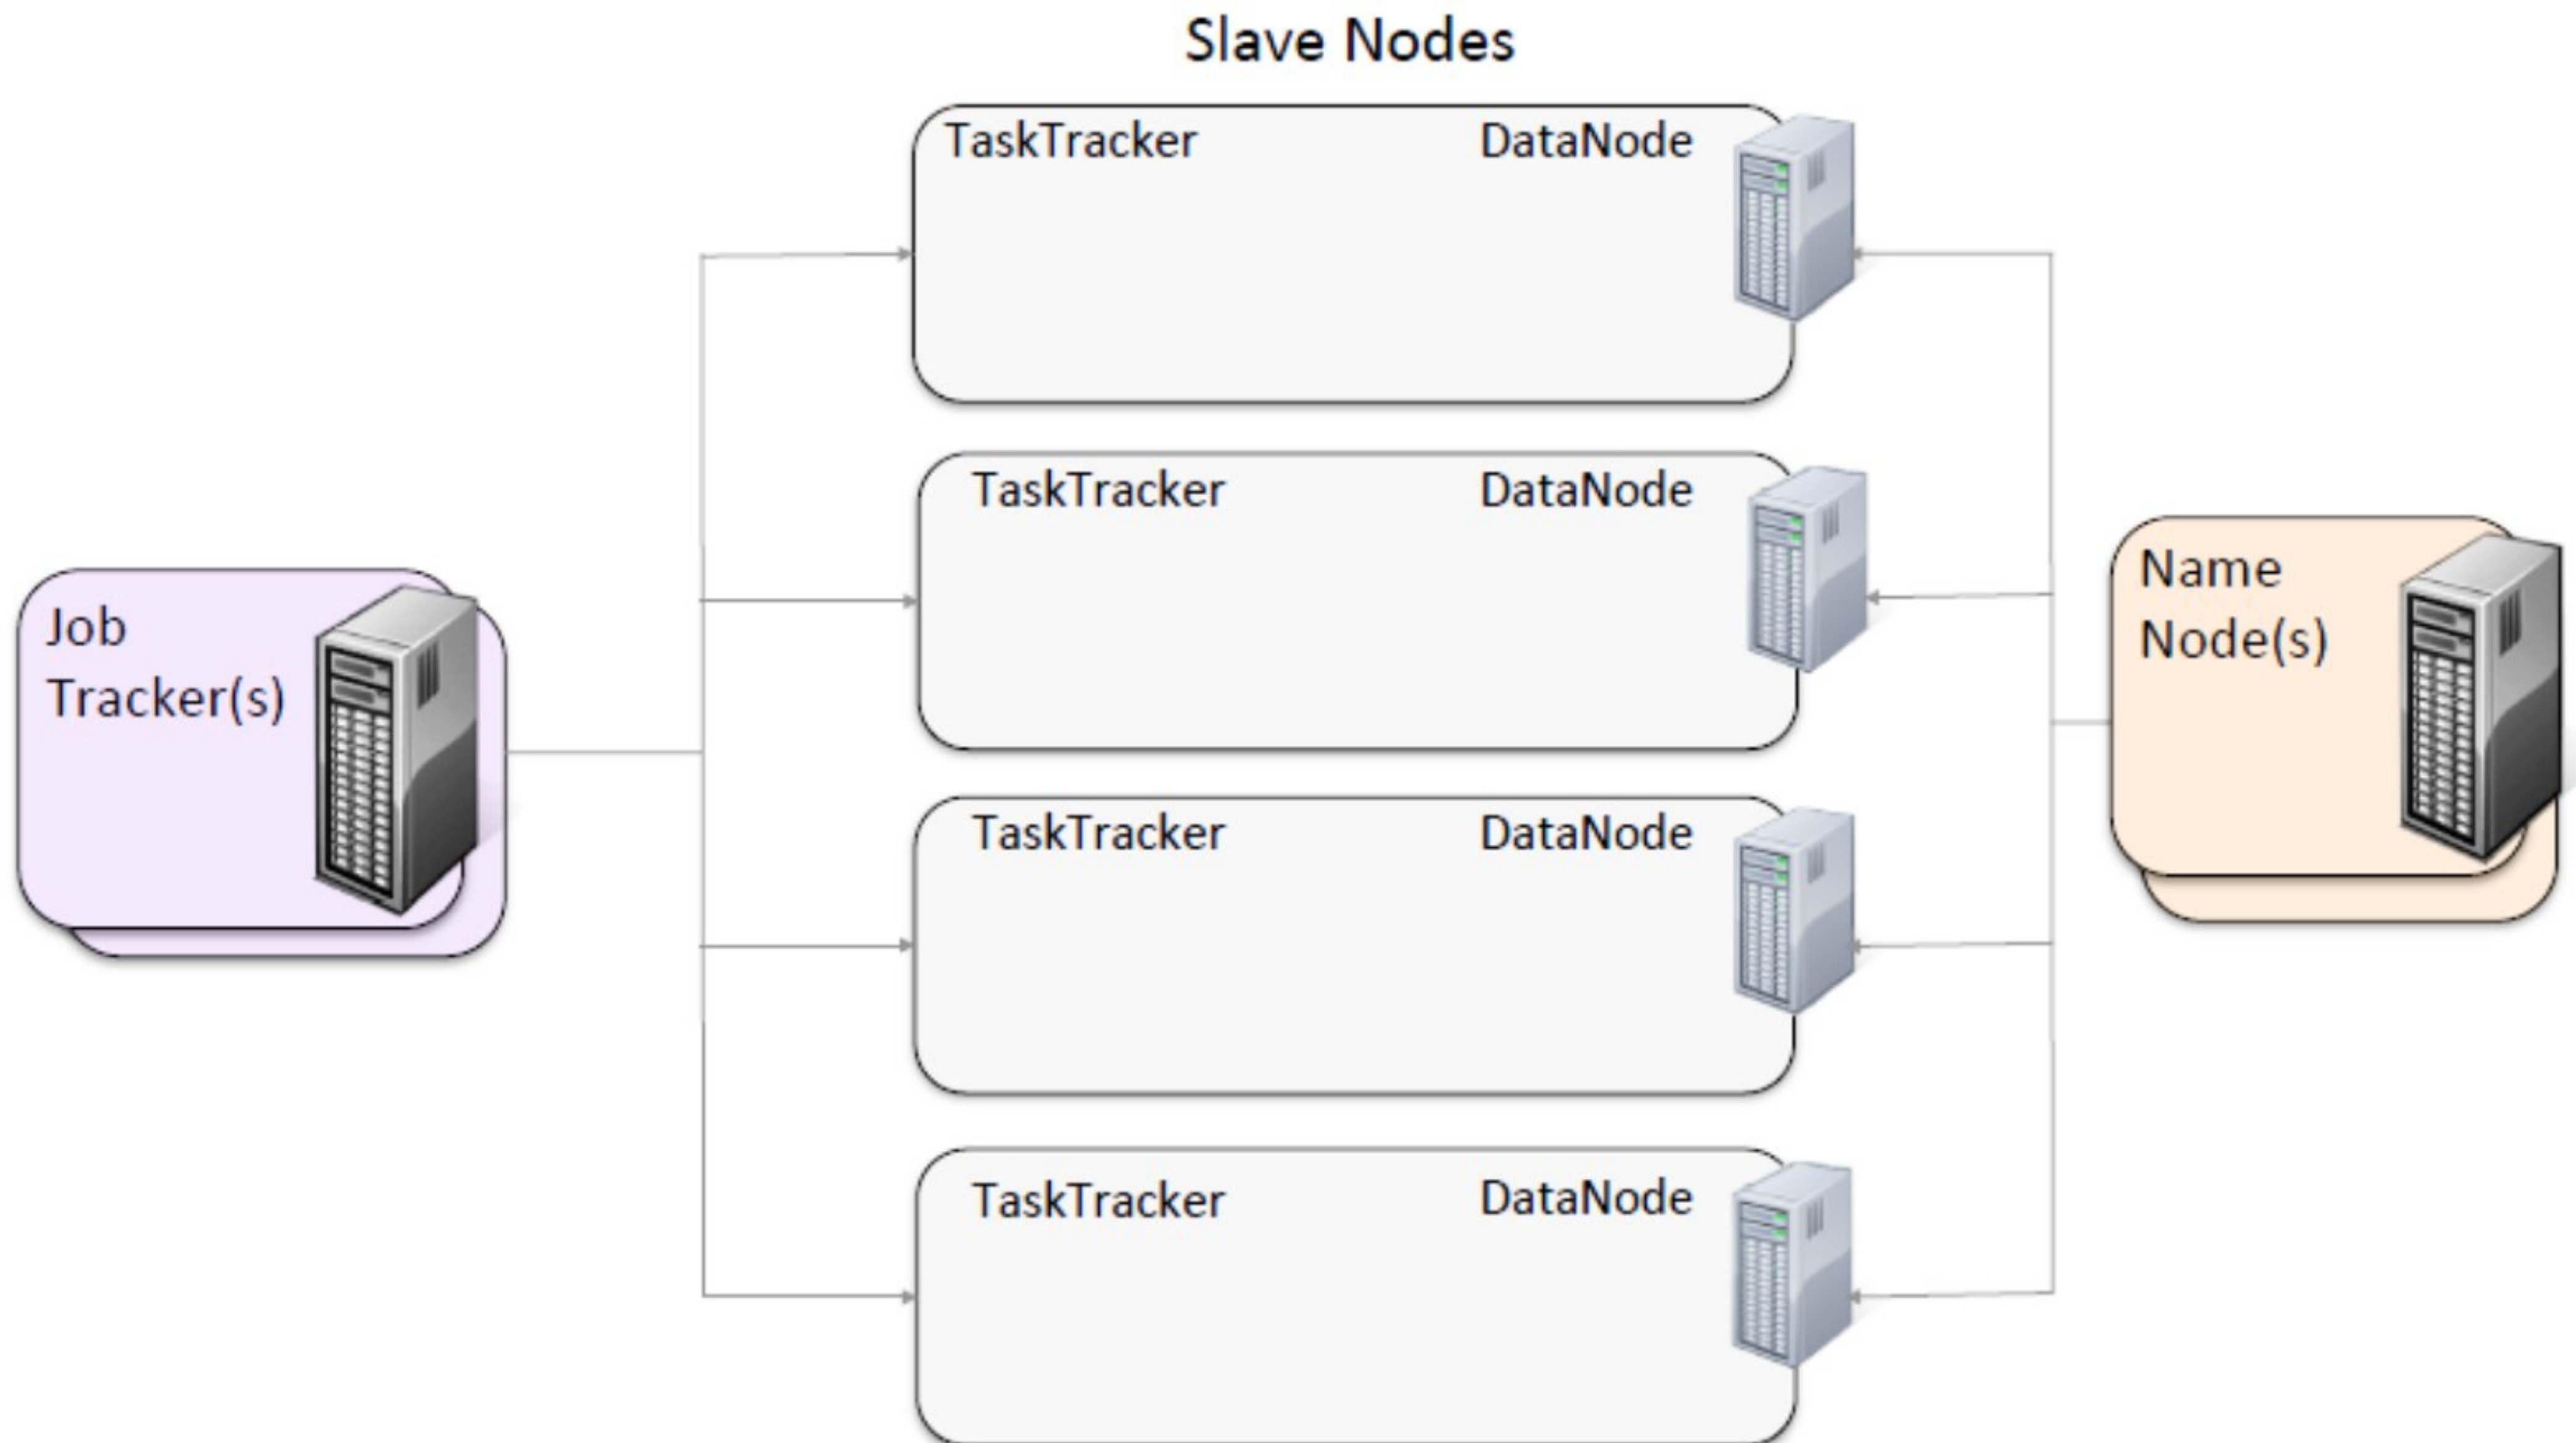 Slave Nodes
TaskTracker DataNode
TaskTracker DataNode
Job
Tracker(s)
Name
Node(s)
TaskTracker DataNode
TaskTracker DataNode